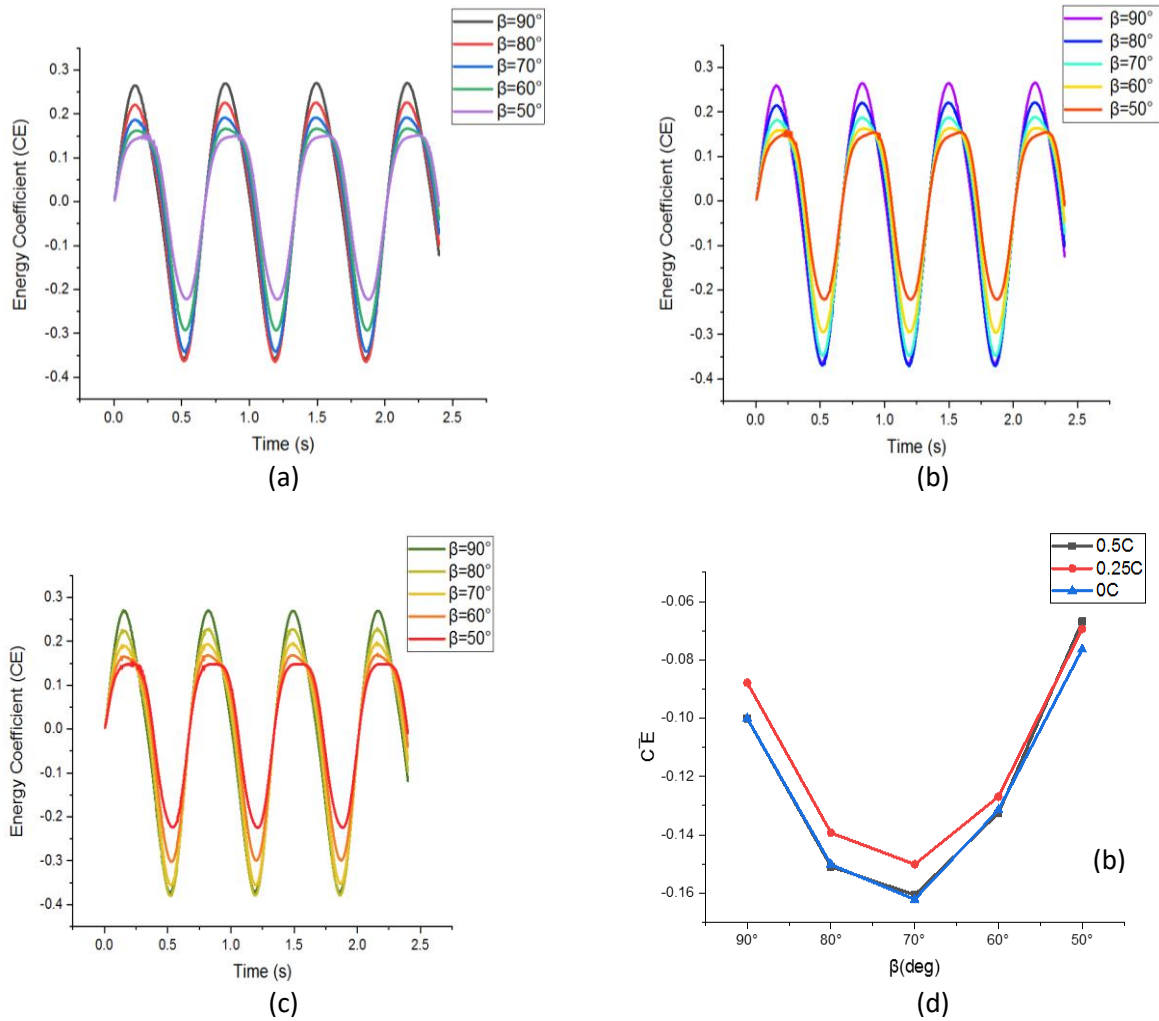 β=90°
β=80°
β=70°
β=60°
β=50°
0.3
0.2
0.1
0.0
-0.1
-0.2
-0.3
-0.4
Energy Coefficient (CE)
0.0 0.5 1.0 1.5 2.0 2.5
Time (s)
(a)
β=90°
β=80°
β=70°
β=60°
β=50°
0.3
0.2
0.1
0.0
-0.1
-0.2
-0.3
-0.4
Energy Coefficient (CE)
0.0 0.5 1.0 1.5 2.0 2.5
Time (s)
(b)
β=90°
β=80°
β=70°
β=60°
β=50°
0.3
0.2
0.1
0.0
-0.1
-0.2
-0.3
-0.4
Energy Coefficient (CE)
0.0 0.5 1.0 1.5 2.0 2.5
Time (s)
(c)
0.5C
0.25C
0C
-0.06
-0.08
-0.10
-0.12
-0.14
-0.16
C̅E
(b)
90° 80° 70° 60° 50°
β(deg)
(d)